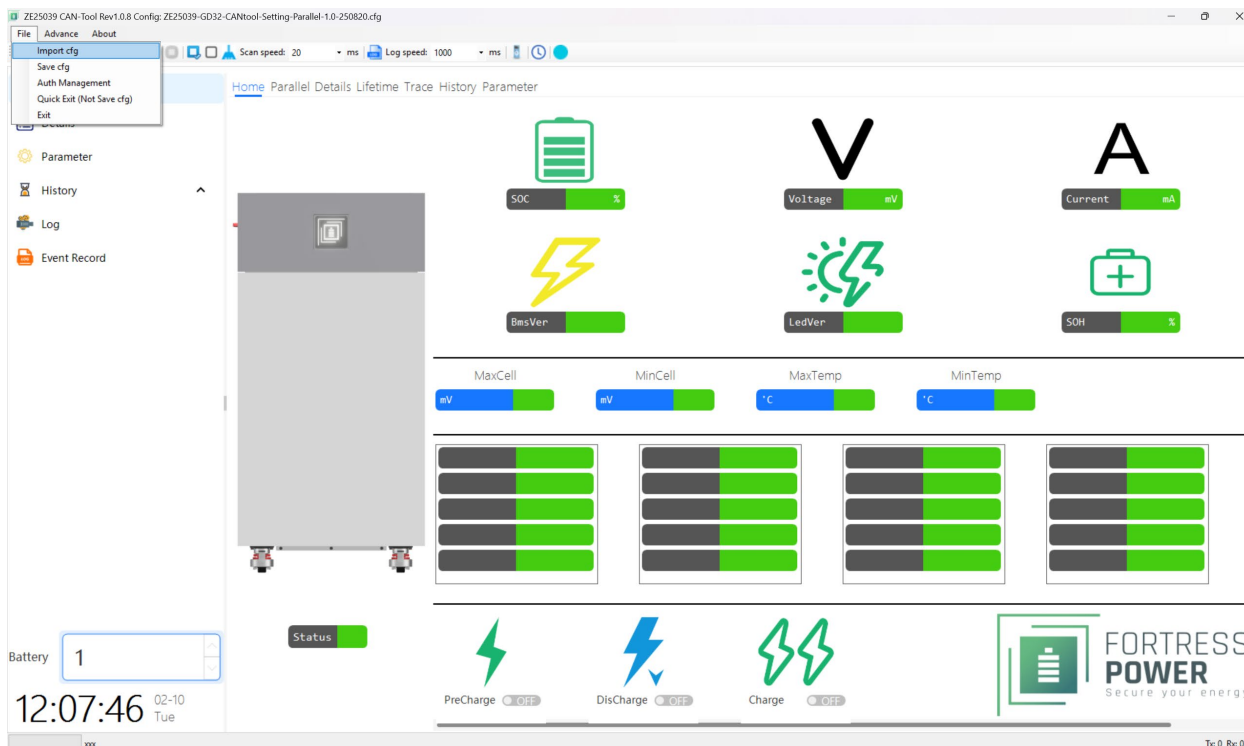 ZE25039 CAN-Tool Rev1.0.8 Config: ZE25039-GD32-CANtool-Setting-Parallel-1.0-250820.cfg
File Advance About
Import cfg
Save cfg
Auth Management
Quick Exit (Not Save cfg)
Exit
Scan speed: 20 ms Log speed: 1000 ms
Home Parallel Details Lifetime Trace History Parameter
Details
Parameter
History
Log
Event Record
V A
SOC % Voltage mV Current mA
BmsVer LedVer SOH %
MaxCell MinCell MaxTemp MinTemp
mV mV °C °C
Status
Battery 1
12:07:46 02-10
Tue
PreCharge OFF DisCharge OFF Charge OFF
FORTRESS
POWER
Secure your energy
xxx Tx:0 Rx:0